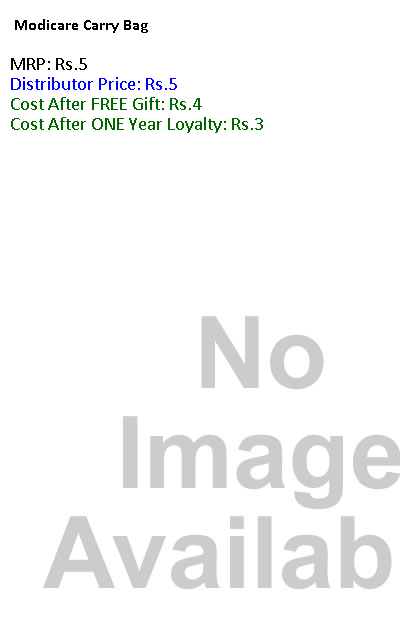 Modicare Carry Bag
MRP: Rs.5
Distributor Price: Rs.5
Cost After FREE Gift: Rs.4
Cost After ONE Year Loyalty: Rs.3
No
Image
Availab